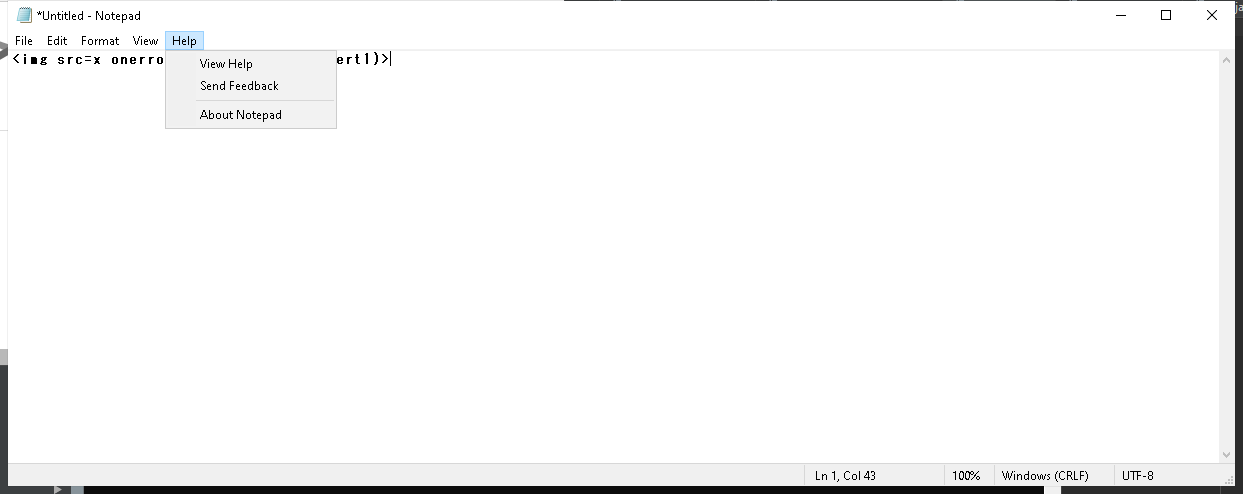 *Untitled - Notepad
File Edit Format View Help
<img src=x onerro ert1)>
View Help
Send Feedback
About Notepad
Ln 1, Col 43 100% Windows (CRLF) UTF-8